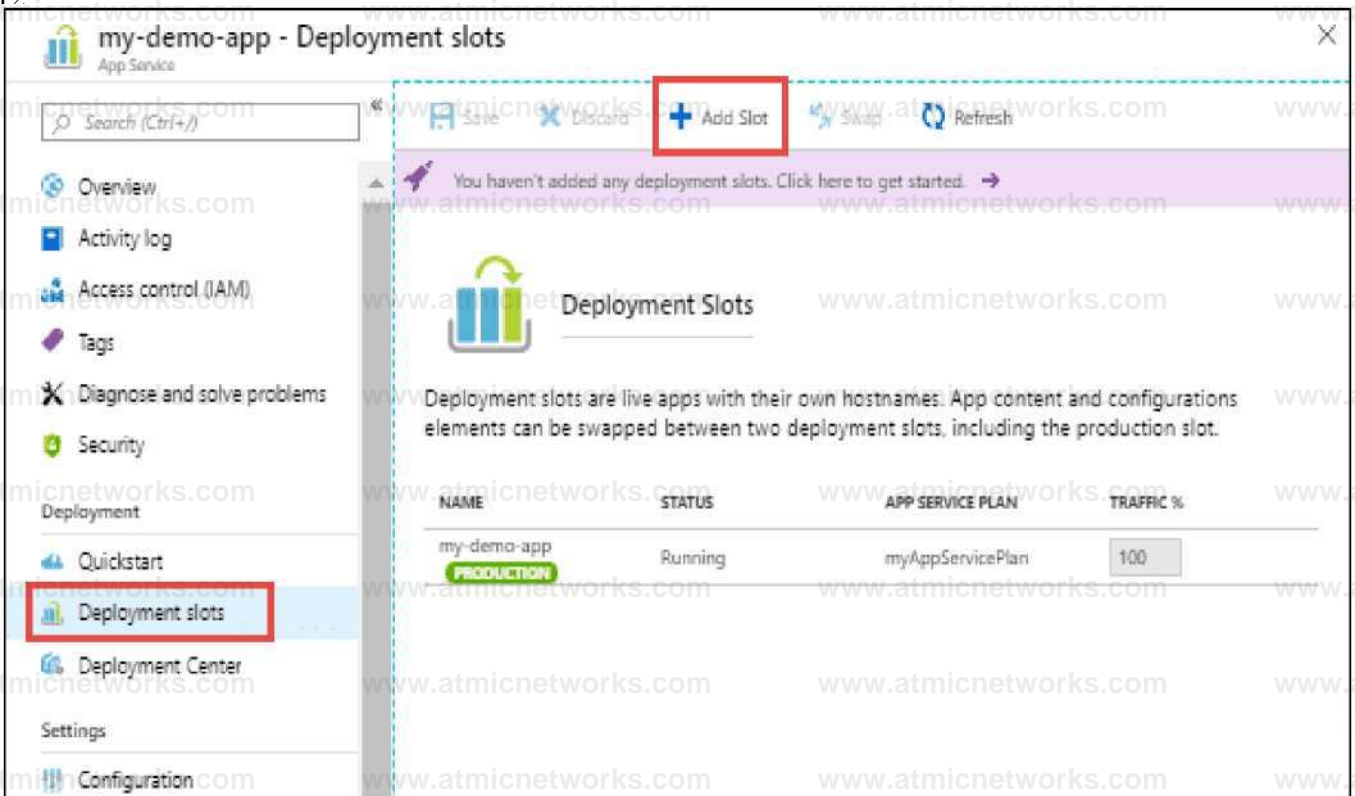 my-demo-app - Deployment slots
App Service
Search (Ctrl+/)
«
Save
Discard
Add Slot
Swap
Refresh
You haven't added any deployment slots. Click here to get started. →
Overview
Activity log
Access control (IAM)
Tags
Diagnose and solve problems
Security
Deployment
Quickstart
Deployment slots
Deployment Center
Settings
Configuration
Deployment Slots
Deployment slots are live apps with their own hostnames. App content and configurations
elements can be swapped between two deployment slots, including the production slot.
NAME STATUS APP SERVICE PLAN TRAFFIC %
my-demo-app Running myAppServicePlan 100
PRODUCTION
www.atmicnetworks.com